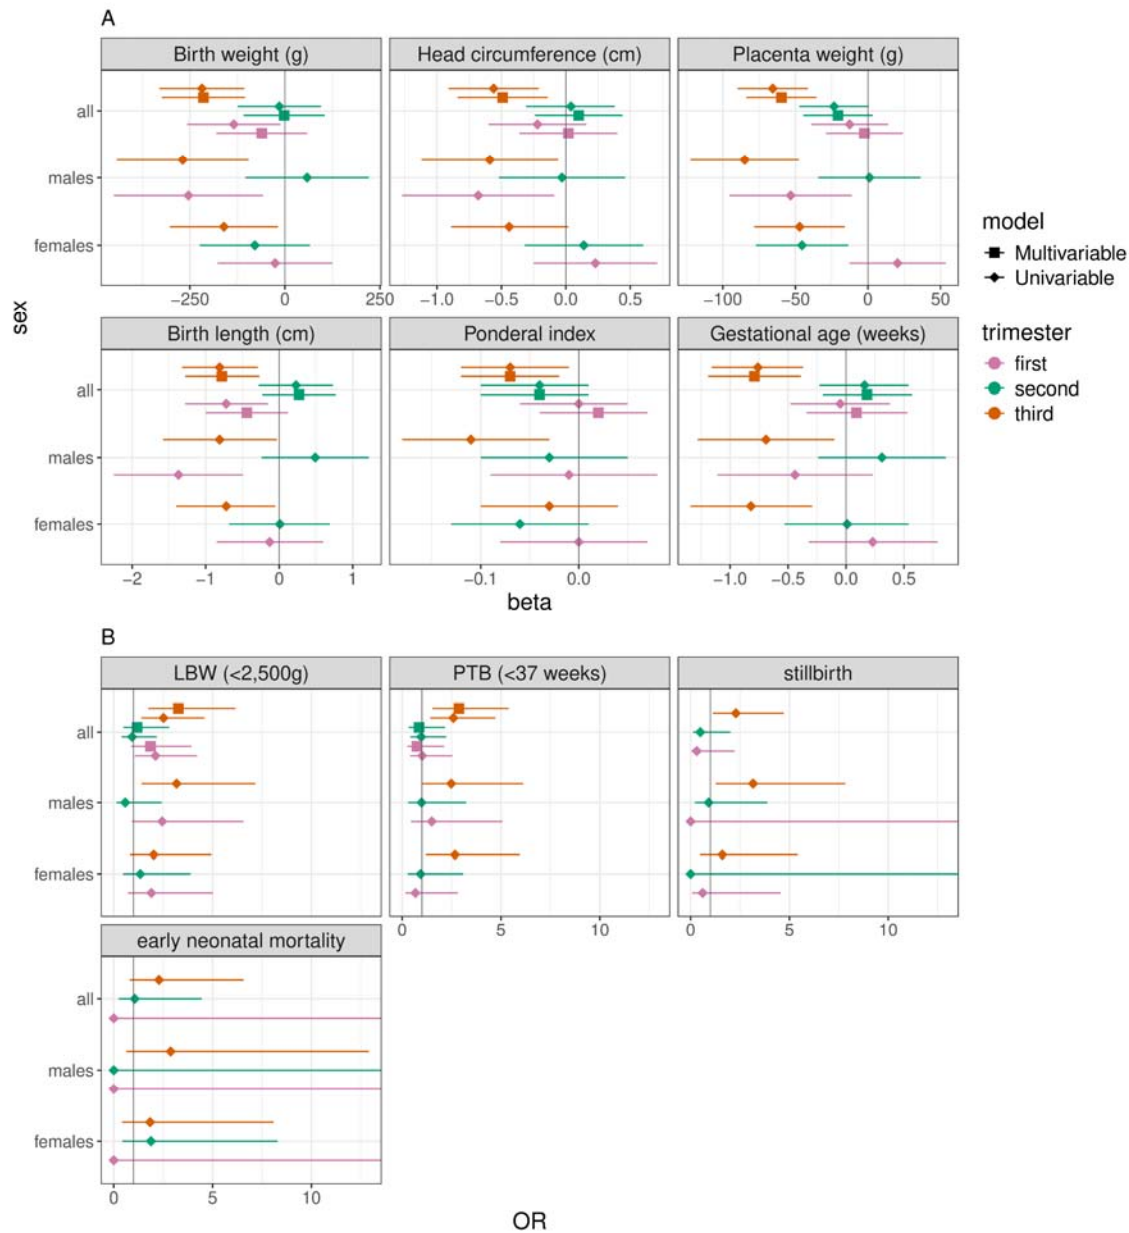 A
Birth weight (g)
Head circumference (cm)
Placenta weight (g)
all
males
females
−250
0
250
−1.0
−0.5
0.0
0.5
−100
−50
0
50
model
Multivariable
Univariable
trimester
first
second
third
sex
Birth length (cm)
Ponderal index
Gestational age (weeks)
all
males
females
−2
−1
0
1
−0.1
0.0
−1.0
−0.5
0.0
0.5
beta
B
LBW (<2,500g)
PTB (<37 weeks)
stillbirth
all
males
females
0
5
10
0
5
10
early neonatal mortality
all
males
females
0
5
10
OR